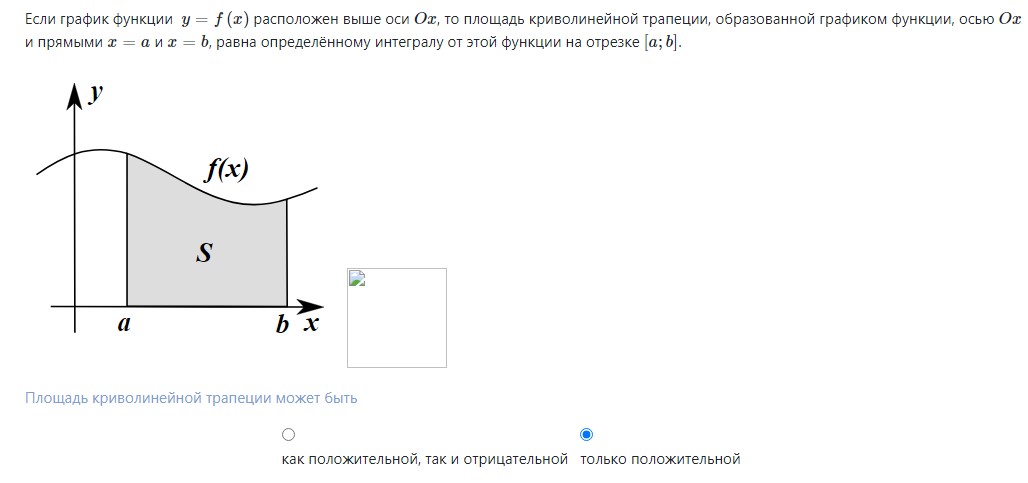 Если график функции y = f (x) расположен выше оси Ox, то площадь криволинейной трапеции, образованной графиком функции, осью Ox
и прямыми x = a и x = b, равна определённому интегралу от этой функции на отрезке [a; b].
y
f(x)
S
a b x
Площадь криволинейной трапеции может быть
как положительной, так и отрицательной только положительной